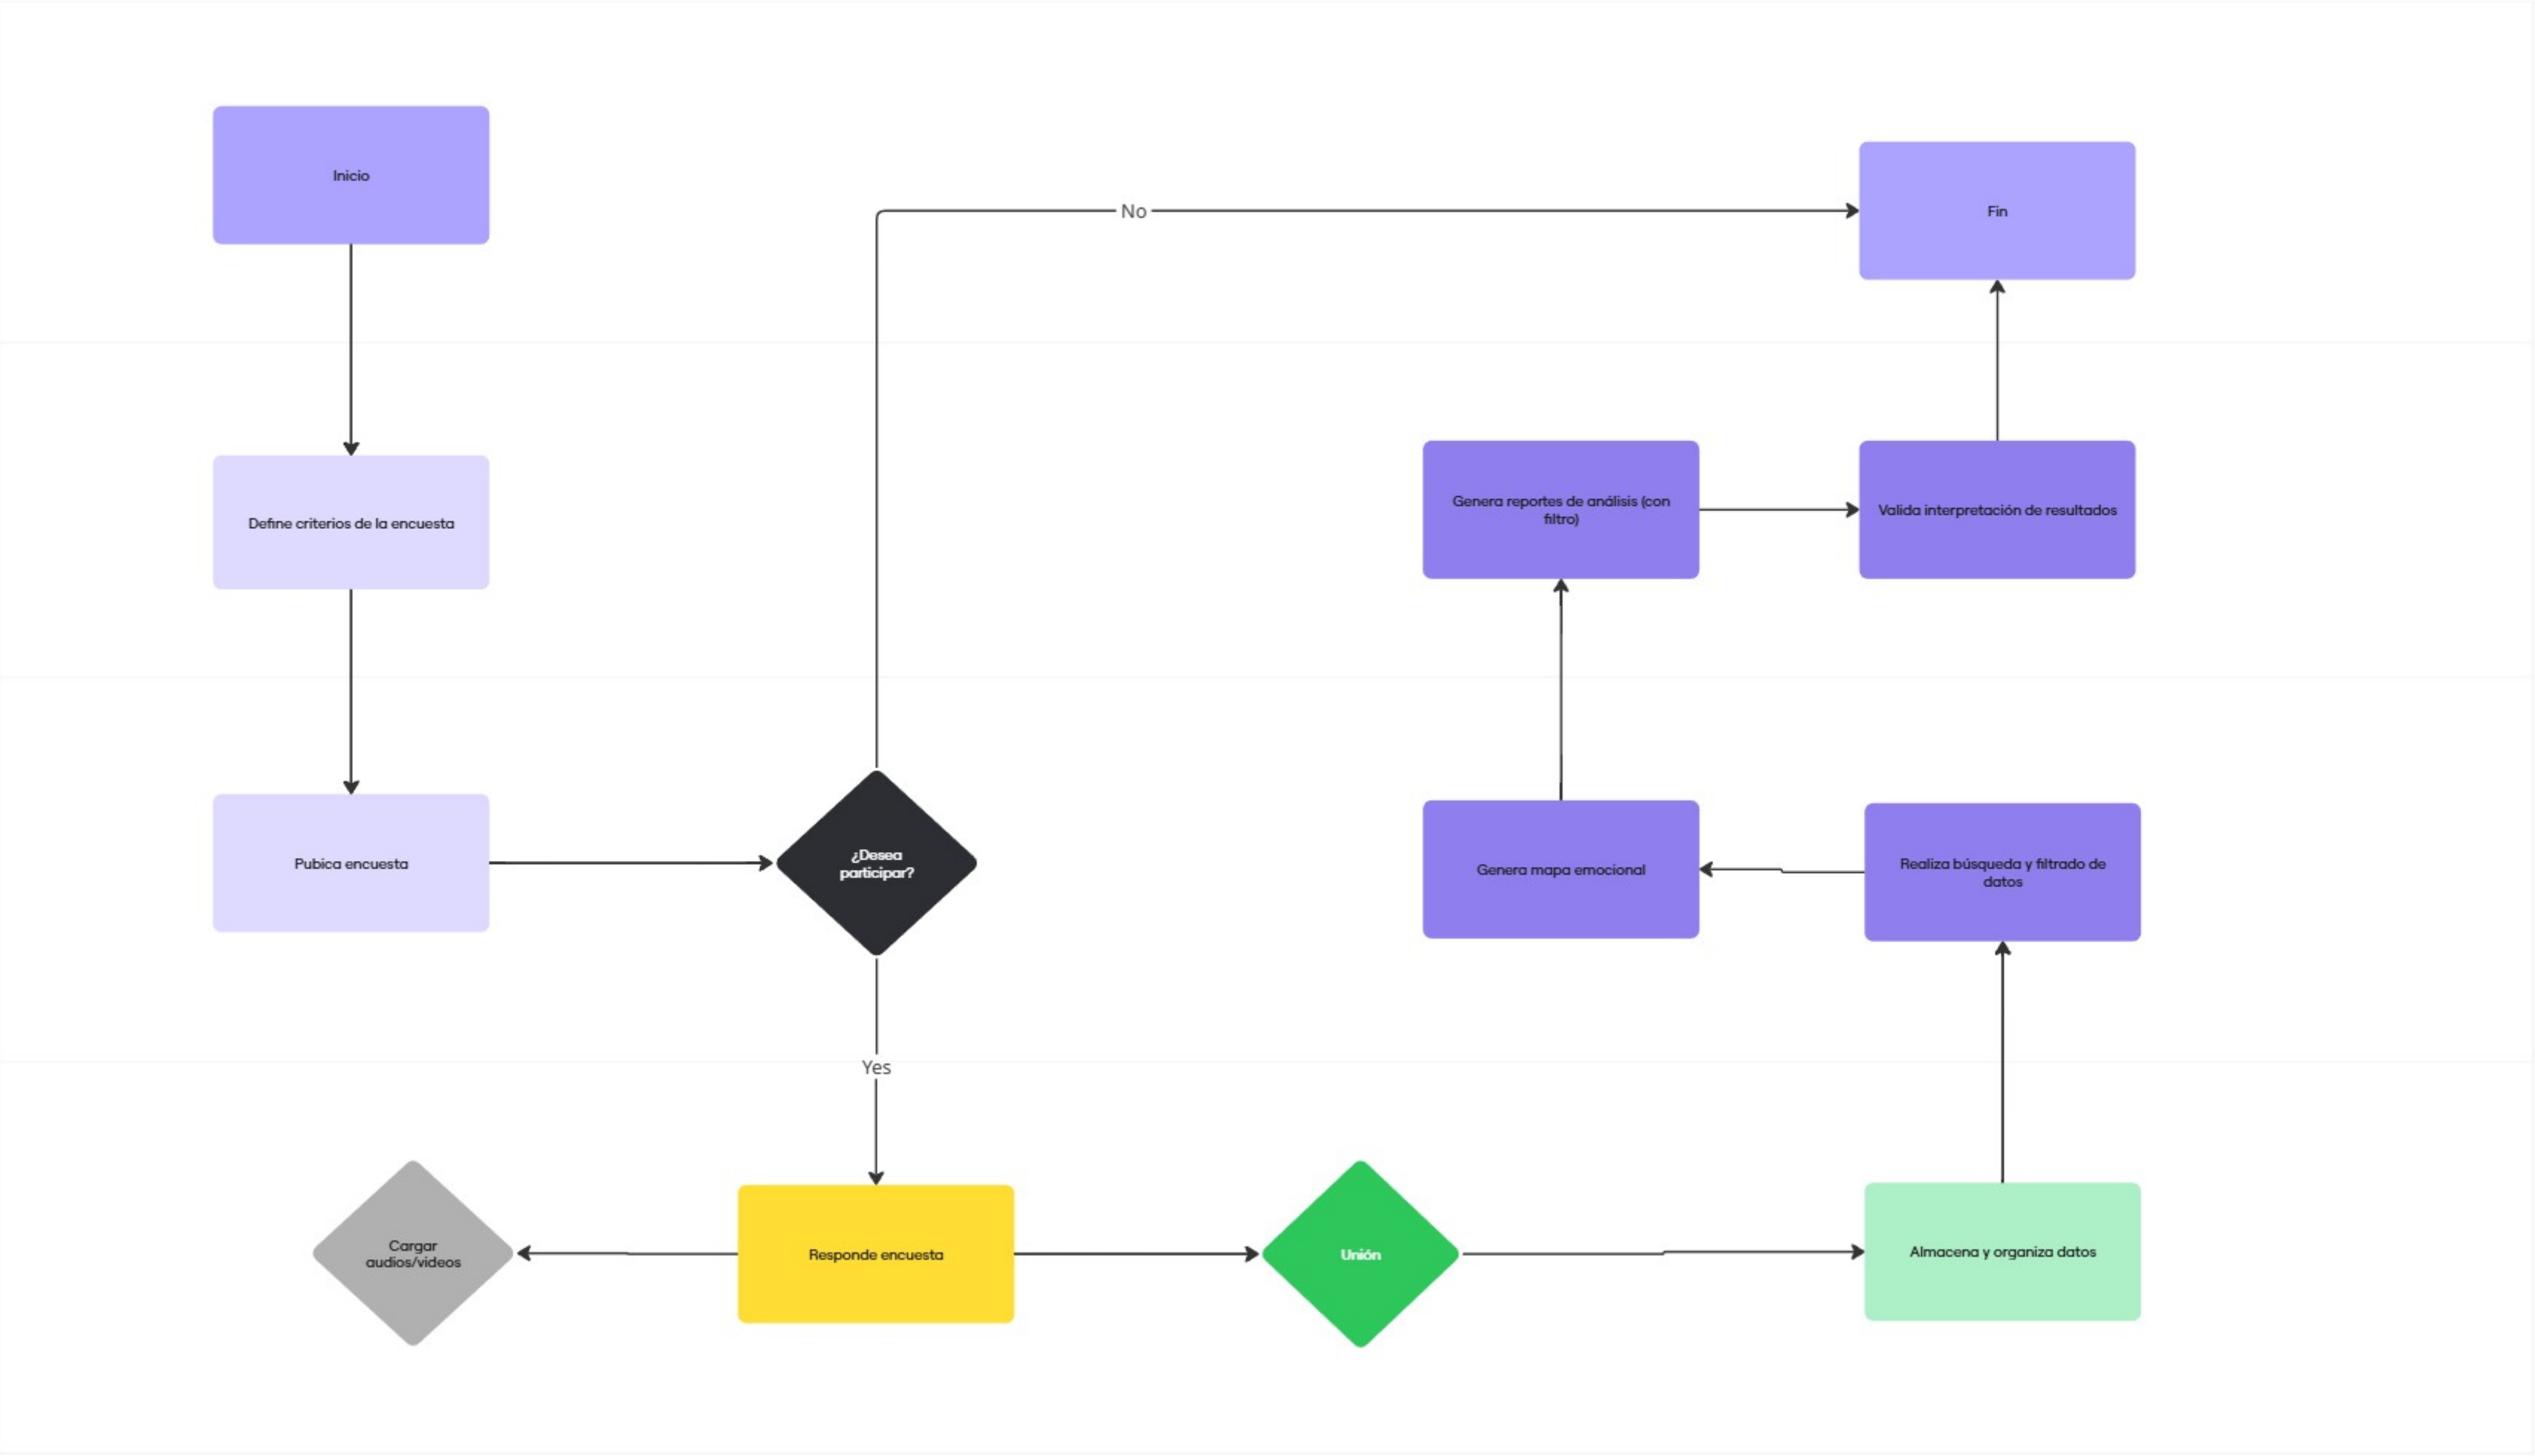 Inicio
Fin
No
Define criterios de la encuesta
Genera reportes de análisis (con
filtro)
Valida interpretación de resultados
Pubica encuesta
¿Desea
participar?
Genera mapa emocional
Realiza búsqueda y filtrado de
datos
Yes
Cargar
audios/videos
Responde encuesta
Unión
Almacena y organiza datos